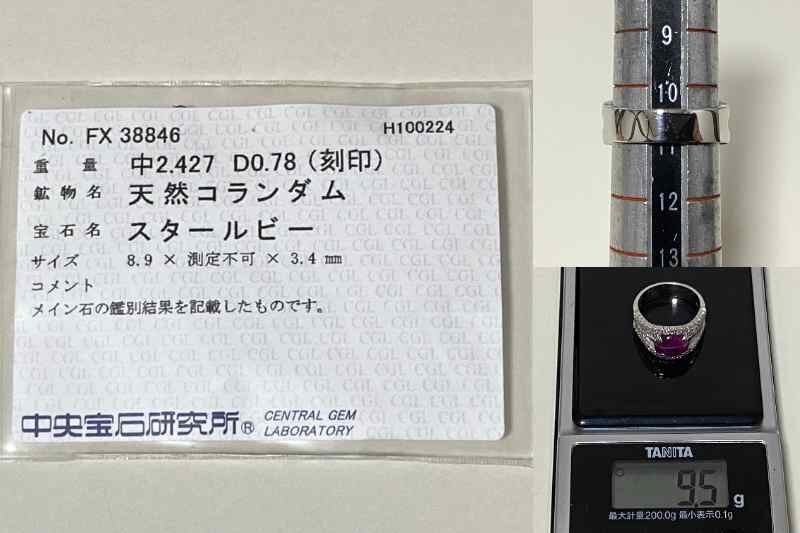 No. FX 38846
H100224
重量 中2.427 D0.78 (刻印)
鉱物名 天然コランダム
宝石名 スタールビー
サイズ 8.9 × 測定不可 × 3.4 mm
コメント
メイン石の鑑別結果を記載したものです。
中央宝石研究所® CENTRAL GEM
LABORATORY
9
10
11
12
13
TANITA
9.5 g
最大計量200.0g 最小表示0.1g